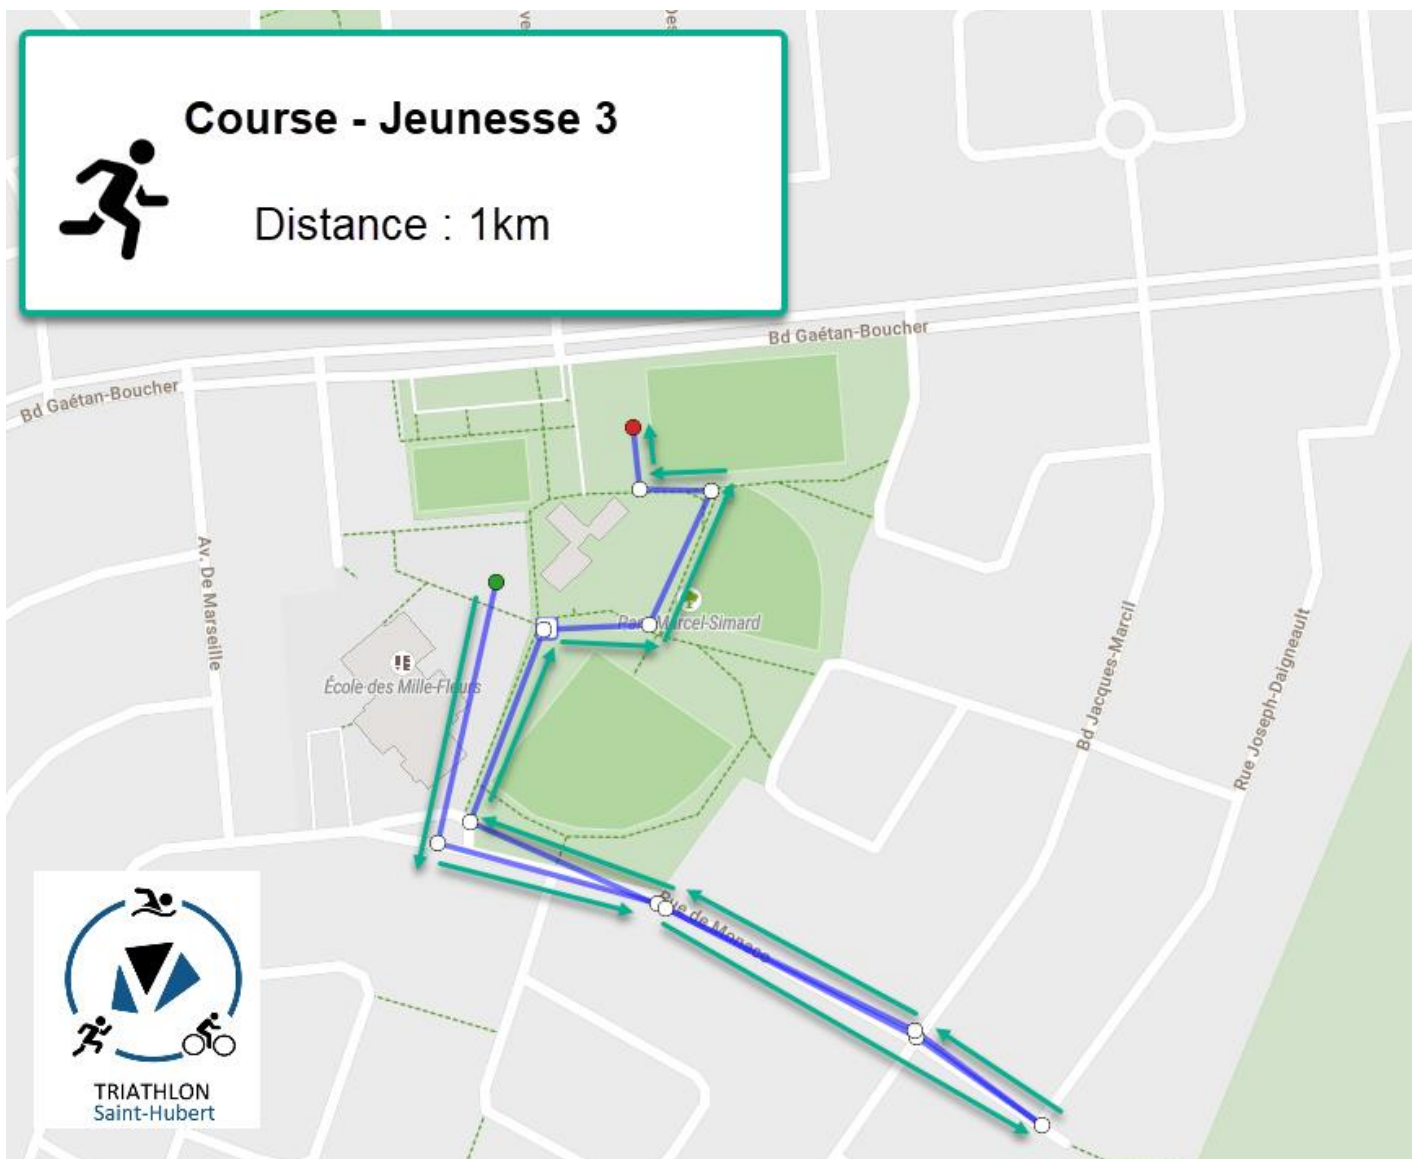 Course - Jeunesse 3
Distance : 1km
Bd Gaétan-Boucher
Bd Gaétan-Boucher
Av. De Marseille
Parc Marcel-Simard
École des Mille-Fleurs
Bd Jacques-Marcil
Rue Joseph-Daigneault
Rue de Monaco
TRIATHLON
Saint-Hubert